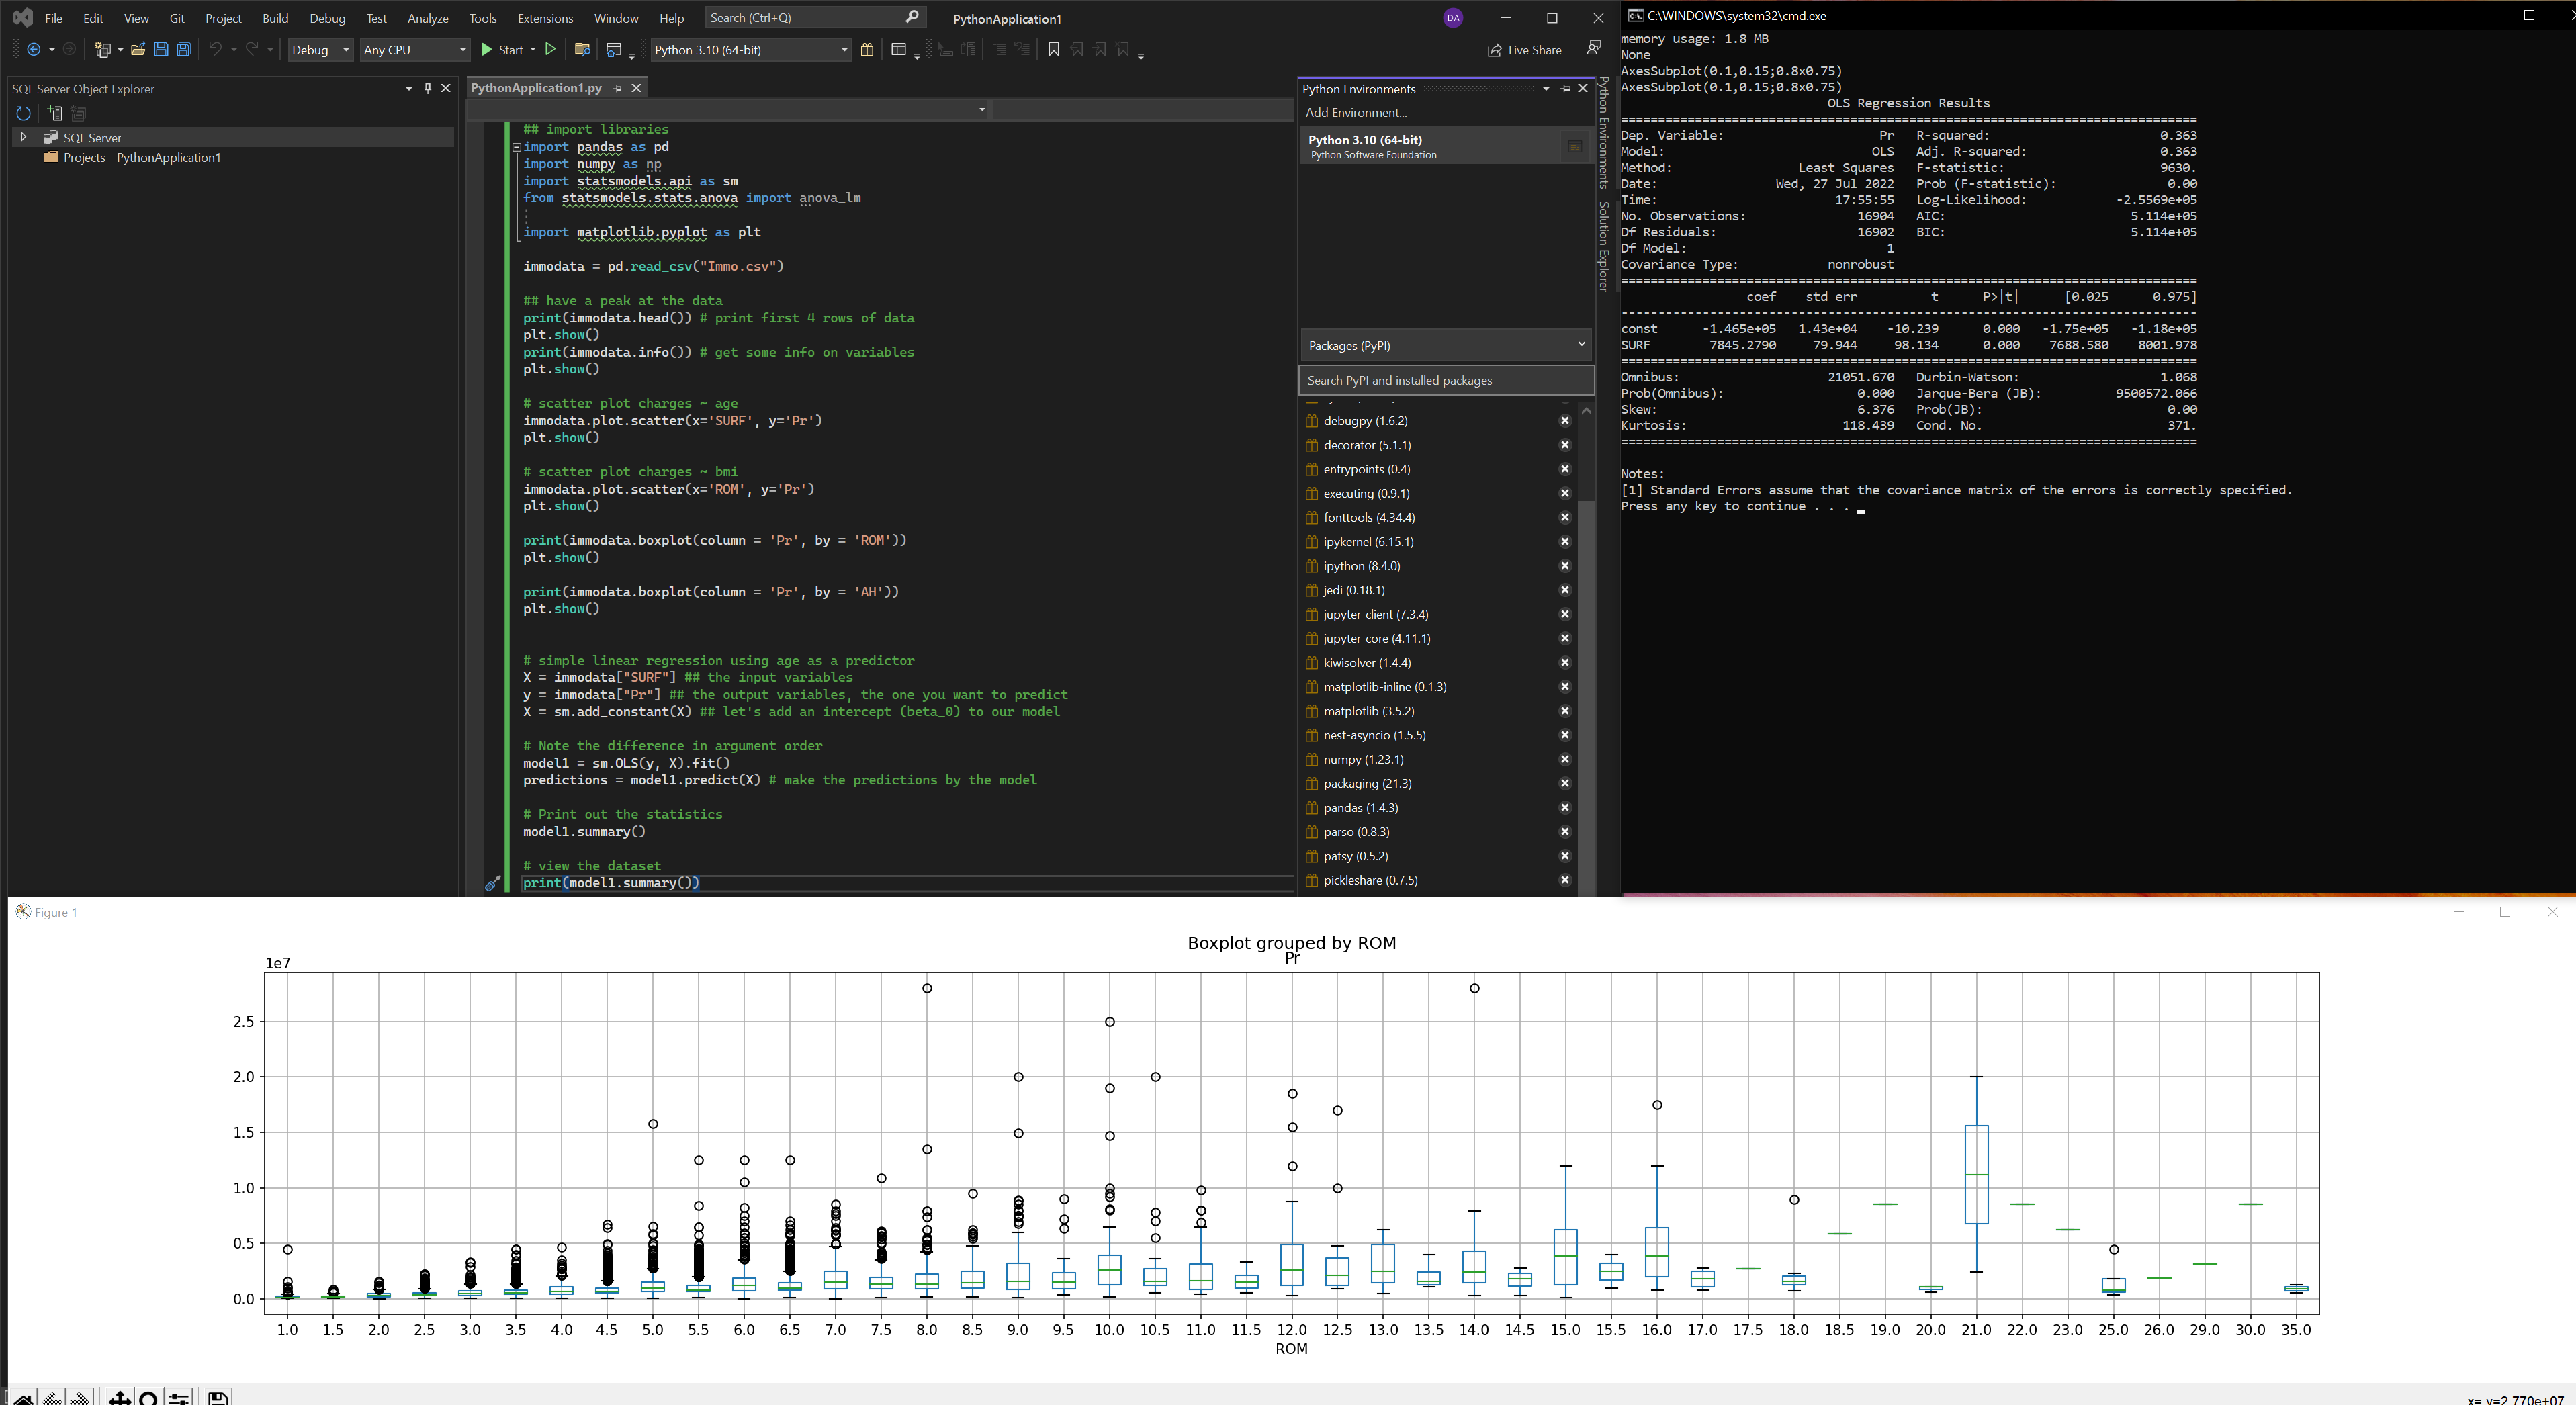 File Edit View Git Project Build Debug Test Analyze Tools Extensions Window Help Search (Ctrl+Q) PythonApplication1 DA
Debug Any CPU Start Python 3.10 (64-bit) Live Share
SQL Server Object Explorer
SQL Server
Projects - PythonApplication1
PythonApplication1.py
## import libraries
import pandas as pd
import numpy as np
import statsmodels.api as sm
from statsmodels.stats.anova import anova_lm
import matplotlib.pyplot as plt
immodata = pd.read_csv("Immo.csv")
## have a peak at the data
print(immodata.head()) # print first 4 rows of data
plt.show()
print(immodata.info()) # get some info on variables
plt.show()
# scatter plot charges ~ age
immodata.plot.scatter(x='SURF', y='Pr')
plt.show()
# scatter plot charges ~ bmi
immodata.plot.scatter(x='ROM', y='Pr')
plt.show()
print(immodata.boxplot(column = 'Pr', by = 'ROM'))
plt.show()
print(immodata.boxplot(column = 'Pr', by = 'AH'))
plt.show()
# simple linear regression using age as a predictor
X = immodata["SURF"] ## the input variables
y = immodata["Pr"] ## the output variables, the one you want to predict
X = sm.add_constant(X) ## let's add an intercept (beta_0) to our model
# Note the difference in argument order
model1 = sm.OLS(y, X).fit()
predictions = model1.predict(X) # make the predictions by the model
# Print out the statistics
model1.summary()
# view the dataset
print(model1.summary())
Python Environments
Add Environment...
Python 3.10 (64-bit)
Python Software Foundation
Packages (PyPI)
Search PyPI and installed packages
debugpy (1.6.2)
decorator (5.1.1)
entrypoints (0.4)
executing (0.9.1)
fonttools (4.34.4)
ipykernel (6.15.1)
ipython (8.4.0)
jedi (0.18.1)
jupyter-client (7.3.4)
jupyter-core (4.11.1)
kiwisolver (1.4.4)
matplotlib-inline (0.1.3)
matplotlib (3.5.2)
nest-asyncio (1.5.5)
numpy (1.23.1)
packaging (21.3)
pandas (1.4.3)
parso (0.8.3)
patsy (0.5.2)
pickleshare (0.7.5)
Python Environments
Solution Explorer
C:\WINDOWS\system32\cmd.exe
memory usage: 1.8 MB
None
AxesSubplot(0.1,0.15;0.8x0.75)
AxesSubplot(0.1,0.15;0.8x0.75)
OLS Regression Results
==============================================================================
Dep. Variable: Pr R-squared: 0.363
Model: OLS Adj. R-squared: 0.363
Method: Least Squares F-statistic: 9630.
Date: Wed, 27 Jul 2022 Prob (F-statistic): 0.00
Time: 17:55:55 Log-Likelihood: -2.5569e+05
No. Observations: 16904 AIC: 5.114e+05
Df Residuals: 16902 BIC: 5.114e+05
Df Model: 1
Covariance Type: nonrobust
==============================================================================
coef std err t P>|t| [0.025 0.975]
------------------------------------------------------------------------------
const -1.465e+05 1.43e+04 -10.239 0.000 -1.75e+05 -1.18e+05
SURF 7845.2790 79.944 98.134 0.000 7688.580 8001.978
==============================================================================
Omnibus: 21051.670 Durbin-Watson: 1.068
Prob(Omnibus): 0.000 Jarque-Bera (JB): 9500572.066
Skew: 6.376 Prob(JB): 0.00
Kurtosis: 118.439 Cond. No. 371.
==============================================================================
Notes:
[1] Standard Errors assume that the covariance matrix of the errors is correctly specified.
Press any key to continue . . .
Figure 1
Boxplot grouped by ROM
Pr
1e7
2.5
2.0
1.5
1.0
0.5
0.0
1.0 1.5 2.0 2.5 3.0 3.5 4.0 4.5 5.0 5.5 6.0 6.5 7.0 7.5 8.0 8.5 9.0 9.5 10.0 10.5 11.0 11.5 12.0 12.5 13.0 13.5 14.0 14.5 15.0 15.5 16.0 17.0 17.5 18.0 18.5 19.0 20.0 21.0 22.0 23.0 25.0 26.0 29.0 30.0 35.0
ROM
x= y=2.770e+07